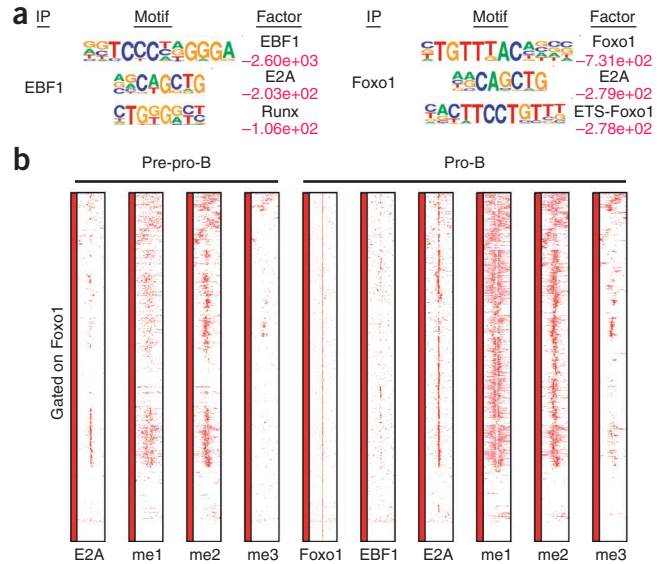 a IP Motif Factor IP Motif Factor
EBF1 Foxo1
−2.60e+03 −7.31e+02
EBF1 CAGCTG E2A Foxo1 CAGCTG E2A
−2.03e+02 −2.79e+02
Runx ETS-Foxo1
−1.06e+02 −2.78e+02
b Pre-pro-B Pro-B
Gated on Foxo1
E2A me1 me2 me3 Foxo1 EBF1 E2A me1 me2 me3